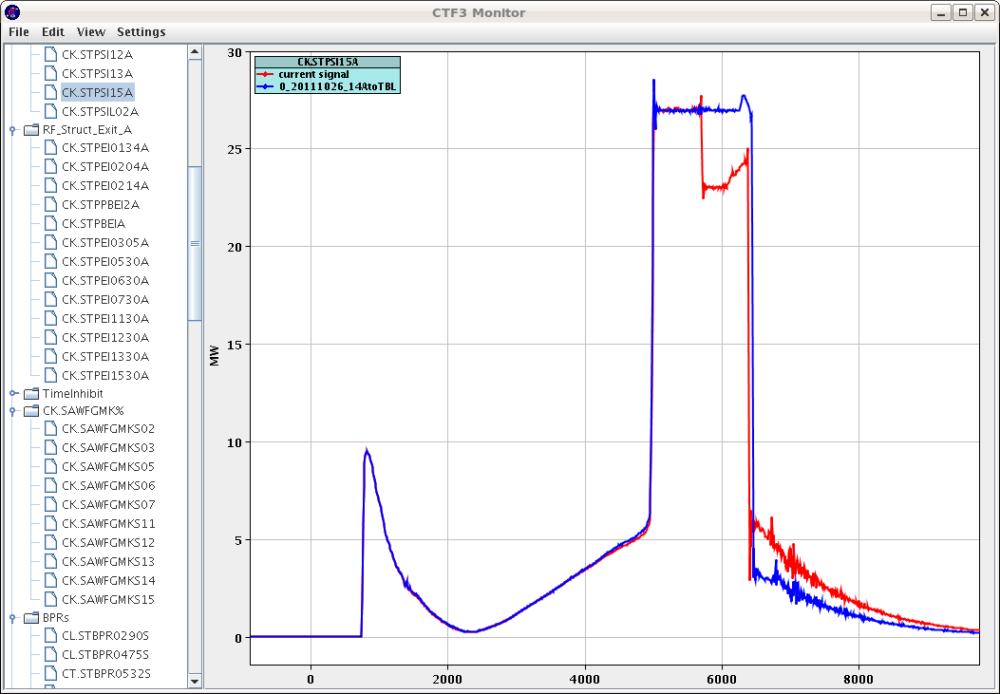 CTF3 Monitor
File Edit View Settings
CK.STPSI12A
CK.STPSI13A
CK.STPSI15A
CK.STPSIL02A
RF_Struct_Exit_A
CK.STPEI0134A
CK.STPEI0204A
CK.STPEI0214A
CK.STPPBEI2A
CK.STPBEIA
CK.STPEI0305A
CK.STPEI0530A
CK.STPEI0630A
CK.STPEI0730A
CK.STPEI1130A
CK.STPEI1230A
CK.STPEI1330A
CK.STPEI1530A
TimeInhibit
CK.SAWFGMK%
CK.SAWFGMKS02
CK.SAWFGMKS03
CK.SAWFGMKS05
CK.SAWFGMKS06
CK.SAWFGMKS07
CK.SAWFGMKS11
CK.SAWFGMKS12
CK.SAWFGMKS13
CK.SAWFGMKS14
CK.SAWFGMKS15
BPRs
CL.STBPR0290S
CL.STBPR0475S
CT.STBPR0532S
CK.STPSI15A
current signal
0_20111026_14AtoTBL
30
25
20
15
10
5
0
MW
0 2000 4000 6000 8000